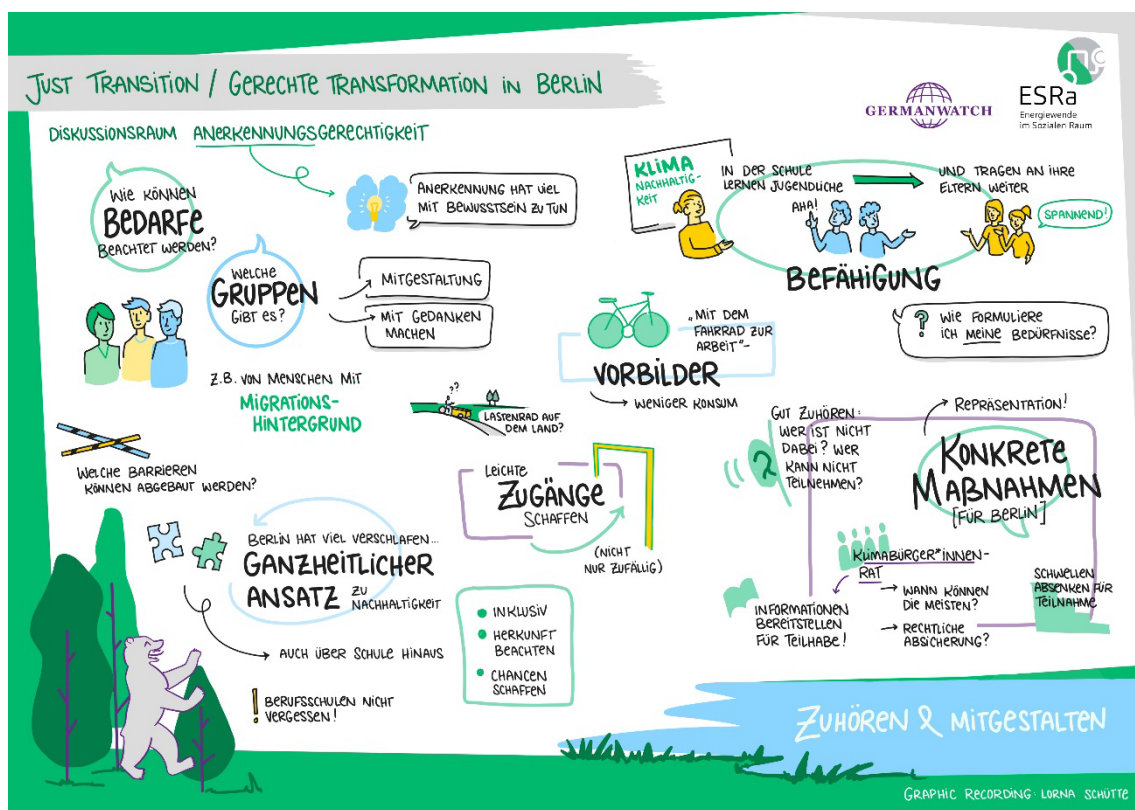 JUST TRANSITION / GERECHTE TRANSFORMATION IN BERLIN
GERMANWATCH
ESRa
Energiewende
im Sozialen Raum
DISKUSSIONSRAUM ANERKENNUNGSGERECHTIGKEIT
WIE KÖNNEN
BEDARFE
BEACHTET WERDEN?
ANERKENNUNG HAT VIEL
MIT BEWUSSTSEIN ZU TUN
WELCHE
GRUPPEN
GIBT ES?
MITGESTALTUNG
MIT GEDANKEN
MACHEN
Z.B. VON MENSCHEN MIT
MIGRATIONS-
HINTERGRUND
KLIMA
NACHHALTIG-
KEIT
IN DER SCHULE
LERNEN JUGENDLICHE
AHA!
UND TRAGEN AN IHRE
ELTERN WEITER
SPANNEND!
BEFÄHIGUNG
? WIE FORMULIERE
ICH MEINE BEDÜRFNISSE?
„MIT DEM
FAHRRAD ZUR
ARBEIT"-
VORBILDER
WENIGER KONSUM
??
LASTENRAD AUF
DEM LAND?
WELCHE BARRIEREN
KÖNNEN ABGEBAUT WERDEN?
LEICHTE
ZUGÄNGE
SCHAFFEN
(NICHT
NUR ZUFÄLLIG)
BERLIN HAT VIEL VERSCHLAFEN...
GANZHEITLICHER
ANSATZ ZU
NACHHALTIGKEIT
AUCH ÜBER SCHULE HINAUS
! BERUFSSCHULEN NICHT
VERGESSEN!
INKLUSIV
HERKUNFT
BEACHTEN
CHANCEN
SCHAFFEN
GUT ZUHÖREN:
WER IST NICHT
DABEI? WER
KANN NICHT
TEILNEHMEN?
REPRÄSENTATION!
KONKRETE
MAẞNAHMEN
[FÜR BERLIN]
KLIMABÜRGER*INNEN-
RAT
WANN KÖNNEN
DIE MEISTEN?
RECHTLICHE
ABSICHERUNG?
INFORMATIONEN
BEREITSTELLEN
FÜR TEILHABE!
SCHWELLEN
ABSENKEN FÜR
TEILNAHME
ZUHÖREN & MITGESTALTEN
GRAPHIC RECORDING: LORNA SCHÜTTE